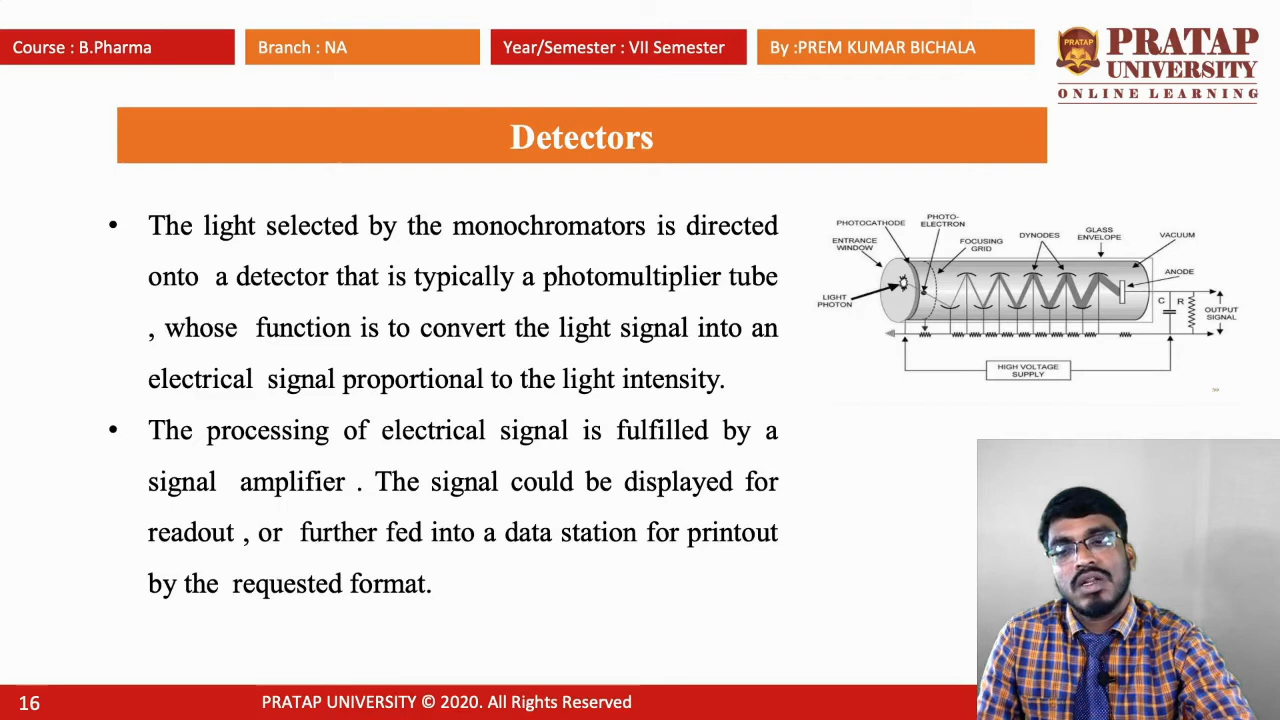 Course : B.Pharma
Branch : NA
Year/Semester : VII Semester
By :PREM KUMAR BICHALA
PRATAP
PRATAP
UNIVERSITY
ONLINE LEARNING
Detectors
• The light selected by the monochromators is directed
onto a detector that is typically a photomultiplier tube
, whose function is to convert the light signal into an
electrical signal proportional to the light intensity.
• The processing of electrical signal is fulfilled by a
signal amplifier . The signal could be displayed for
readout , or further fed into a data station for printout
by the requested format.
PHOTOCATHODE
PHOTO-
ELECTRON
ENTRANCE
WINDOW
FOCUSING
GRID
DYNODES
GLASS
ENVELOPE
VACUUM
ANODE
LIGHT
PHOTON
C
R
OUTPUT
SIGNAL
HIGH VOLTAGE
SUPPLY
16
PRATAP UNIVERSITY © 2020. All Rights Reserved